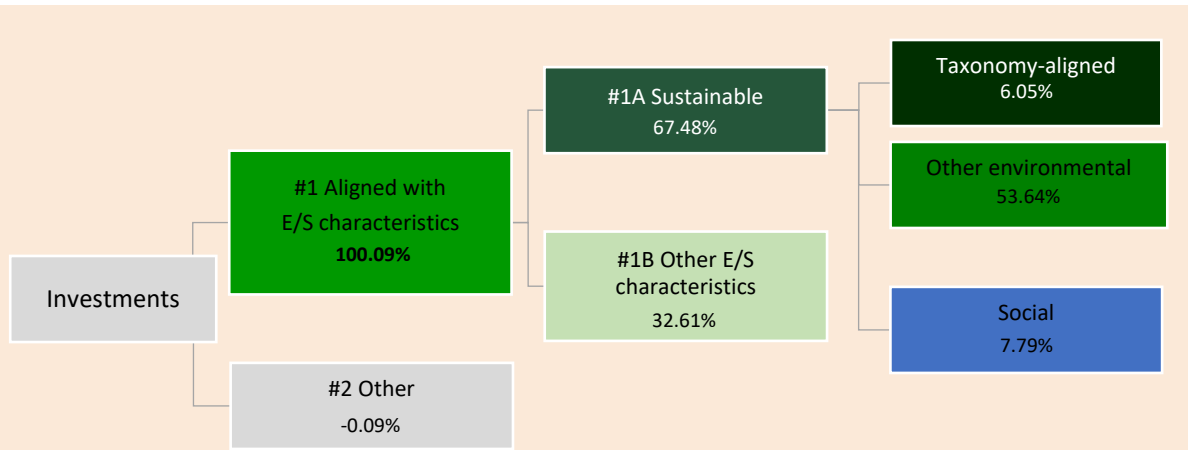 Investments
#1 Aligned with
E/S characteristics
100.09%
#2 Other
-0.09%
#1A Sustainable
67.48%
#1B Other E/S
characteristics
32.61%
Taxonomy-aligned
6.05%
Other environmental
53.64%
Social
7.79%